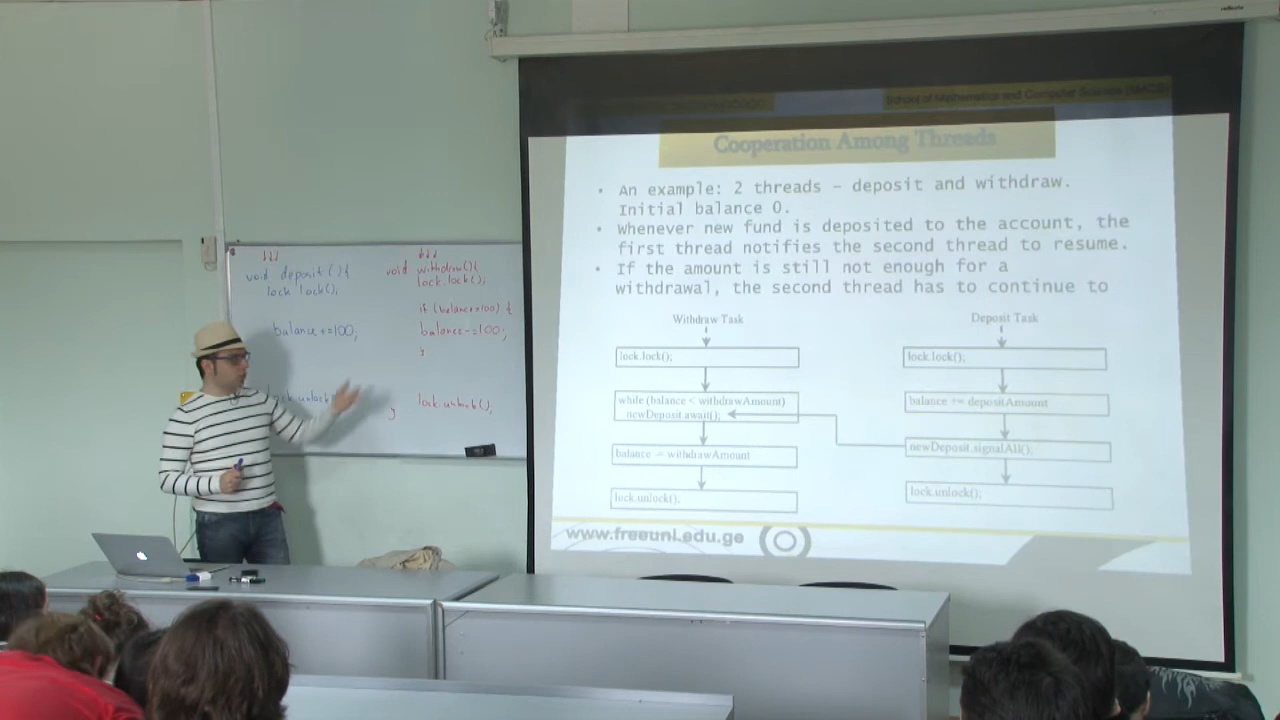 School of Mathematics and Computer Science (MACS)
Cooperation Among Threads
• An example: 2 threads – deposit and withdraw.
Initial balance 0.
• Whenever new fund is deposited to the account, the
first thread notifies the second thread to resume.
• If the amount is still not enough for a
withdrawal, the second thread has to continue to
Withdraw Task
lock.lock();
while (balance < withdrawAmount)
newDeposit.await();
balance -= withdrawAmount
lock.unlock();
Deposit Task
lock.lock();
balance += depositAmount
newDeposit.signalAll();
lock.unlock();
www.freeuni.edu.ge
void deposit(){
lock.lock();
balance+=100;
lock.unlock
void withdraw(){
lock.lock();
if (balance>100) {
balance-=100;
}
lock.unlock();
}